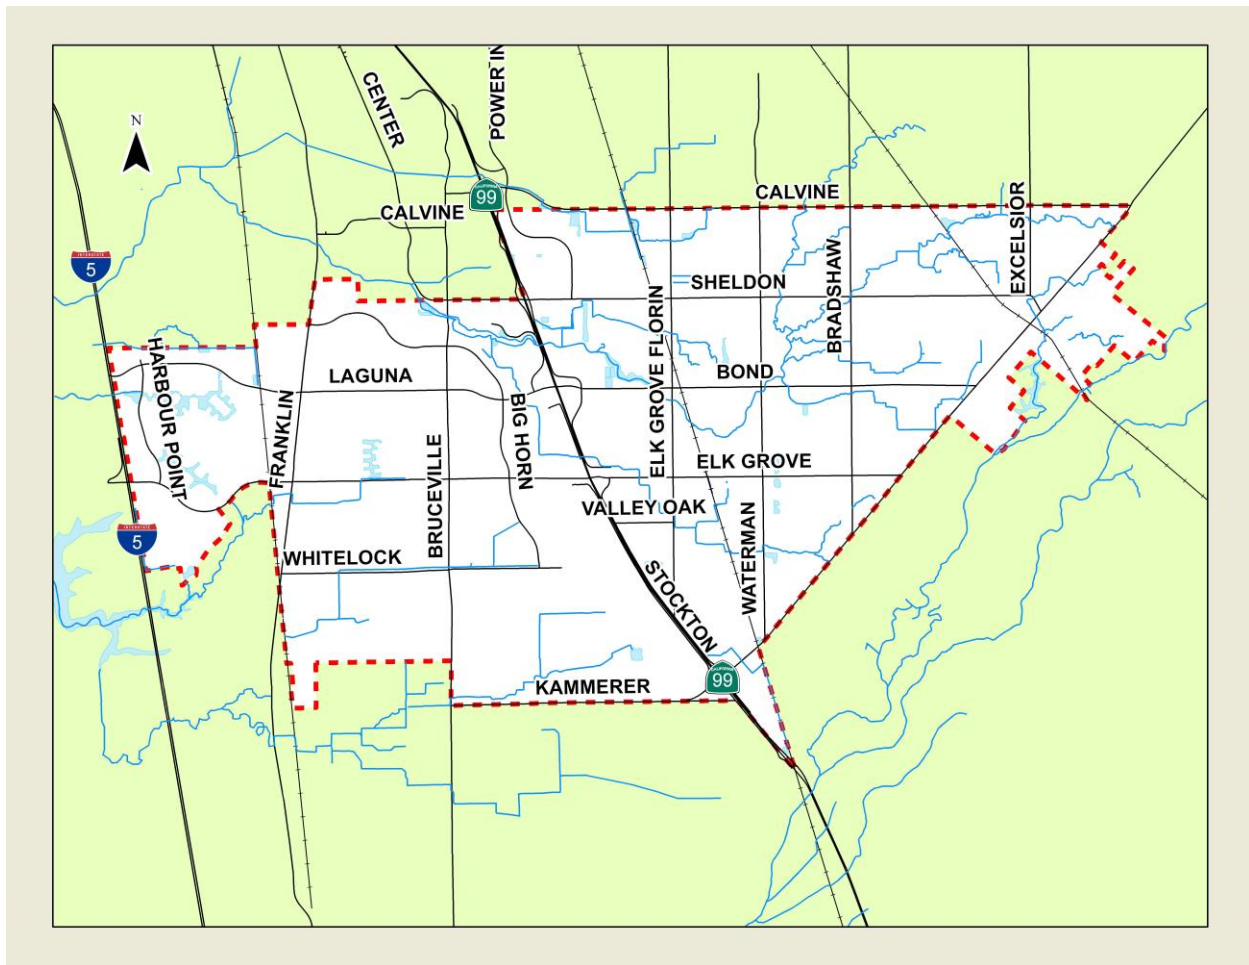 N
CENTER
POWER IN
99
CALVINE
CALVINE
EXCELSIOR
5
SHELDON
BRADSHAW
ELK GROVE FLORIN
HARBOUR POINT
LAGUNA
BOND
FRANKLIN
BIG HORN
BRUCEVILLE
ELK GROVE
VALLEY OAK
WATERMAN
5
WHITELOCK
STOCKTON
99
KAMMERER